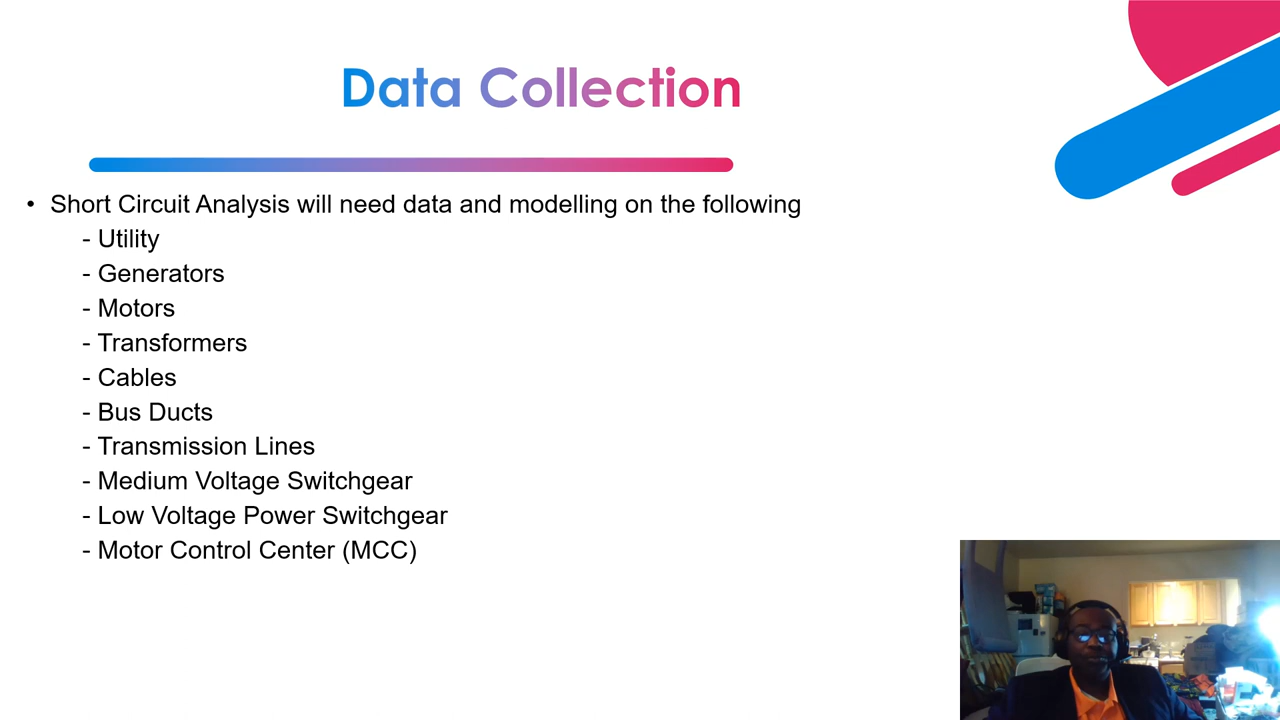 Data Collection
• Short Circuit Analysis will need data and modelling on the following
- Utility
- Generators
- Motors
- Transformers
- Cables
- Bus Ducts
- Transmission Lines
- Medium Voltage Switchgear
- Low Voltage Power Switchgear
- Motor Control Center (MCC)